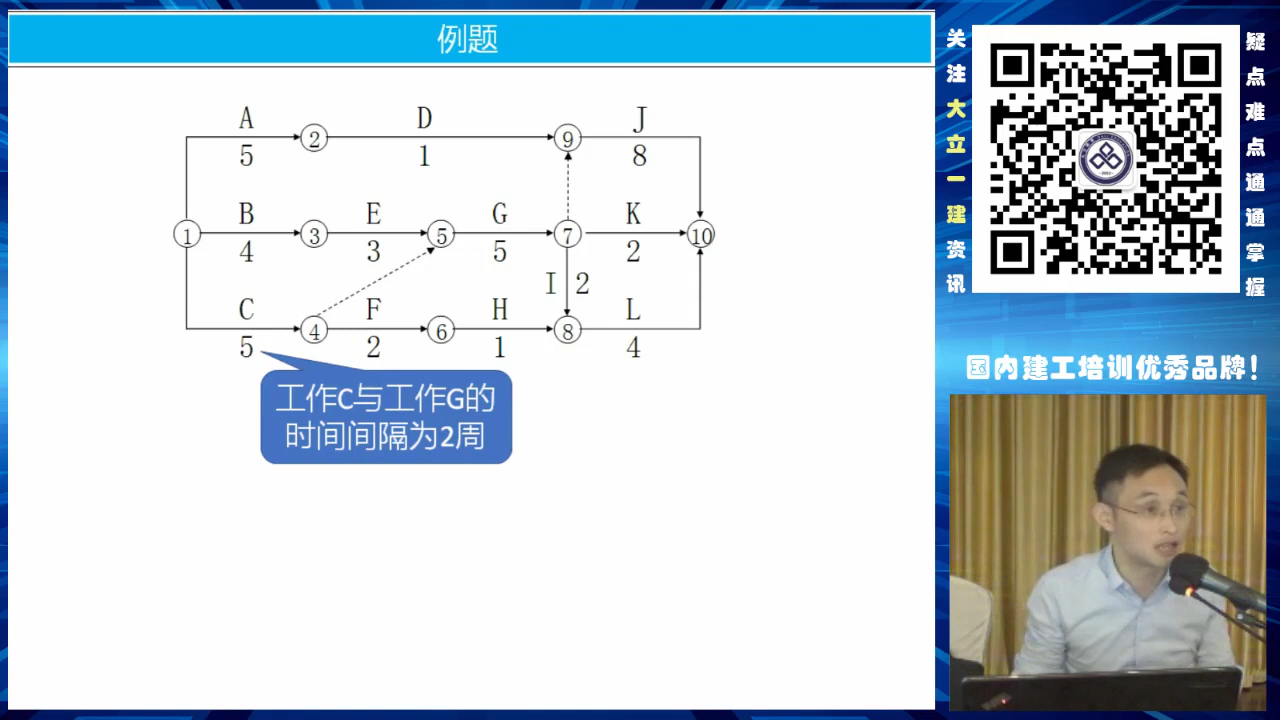 例题
A
D
J
5
②
1
⑨
8
B
E
G
K
①
③
⑤
⑦
⑩
4
3
5
2
I 2
C
F
H
L
④
⑥
⑧
5
2
1
4
工作C与工作G的
时间间隔为2周
关注大立一建资讯
疑点难点通通掌握
国内建工培训优秀品牌!